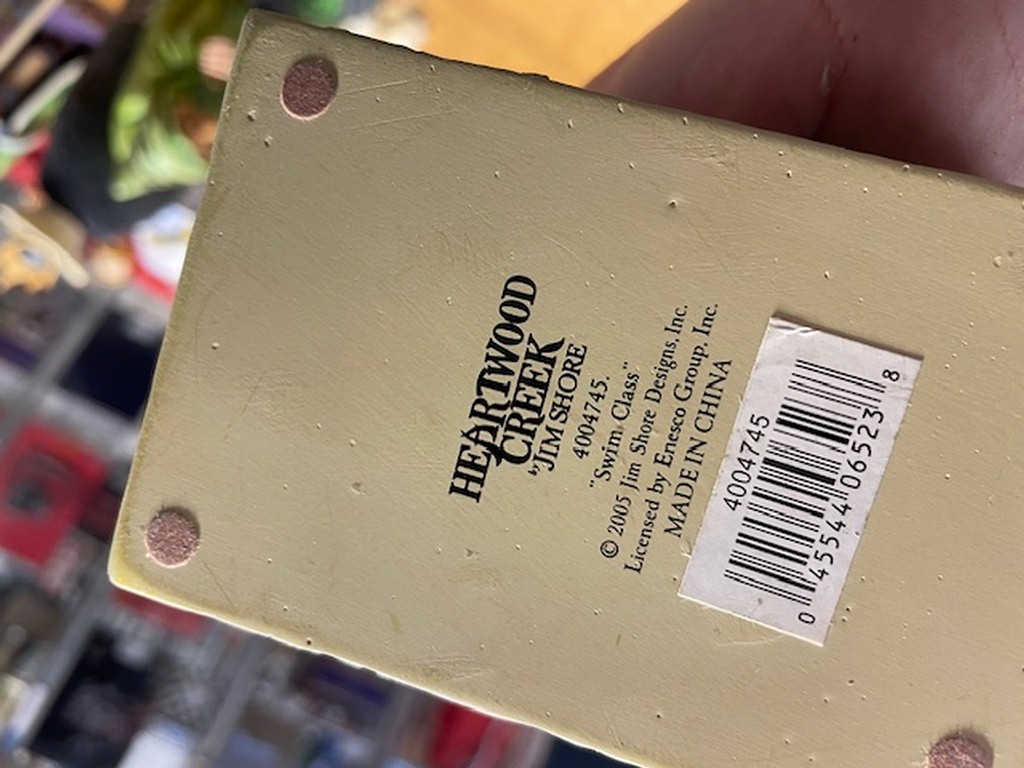 HEARTWOOD
CREEK
by JIM SHORE
4004745.
"Swim Class"
© 2005 Jim Shore Designs, Inc.
Licensed by Enesco Group, Inc.
MADE IN CHINA
4004745
0 45544 06523 8